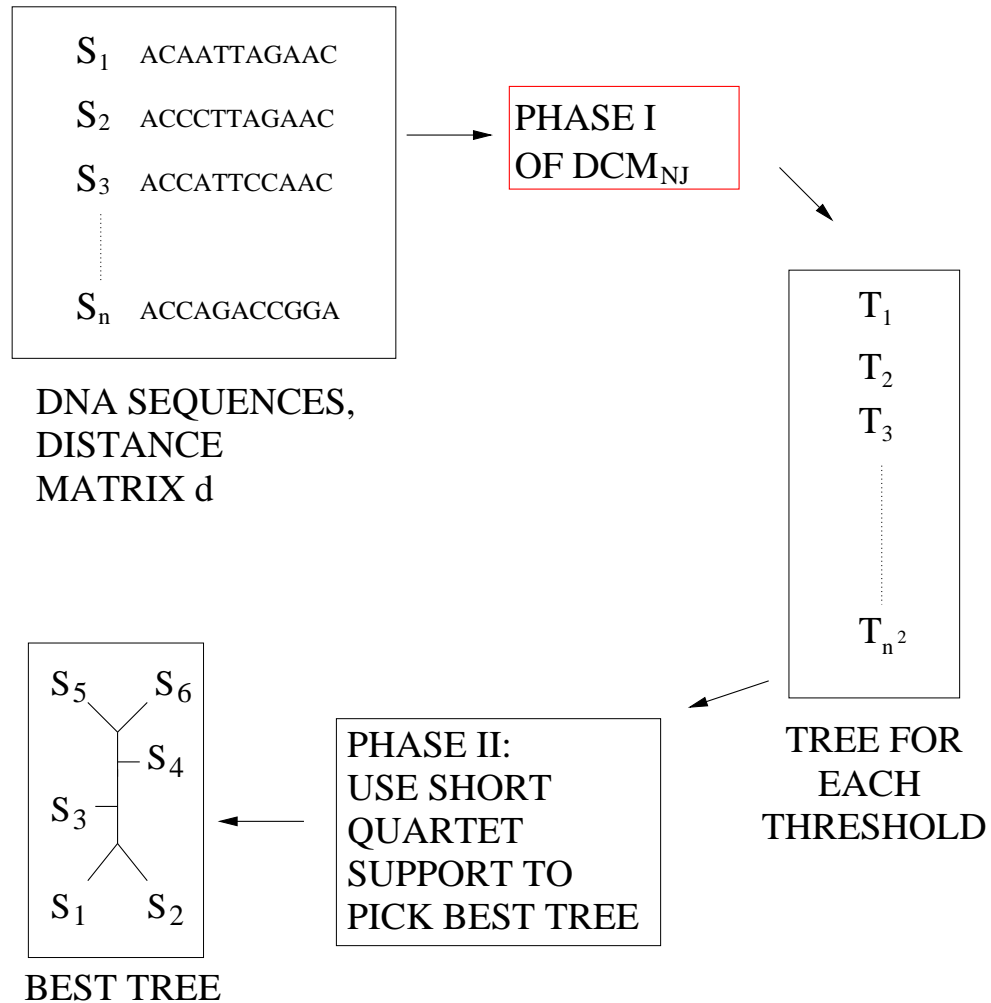 S1 ACAATTAGAAC
S2 ACCCTTAGAAC
S3 ACCATTCCAAC
Sn ACCAGACCGGA
DNA SEQUENCES,
DISTANCE
MATRIX d
PHASE I
OF DCMNJ
T1
T2
T3
Tn2
TREE FOR
EACH
THRESHOLD
PHASE II:
USE SHORT
QUARTET
SUPPORT TO
PICK BEST TREE
S5 S6
S4
S3
S1 S2
BEST TREE